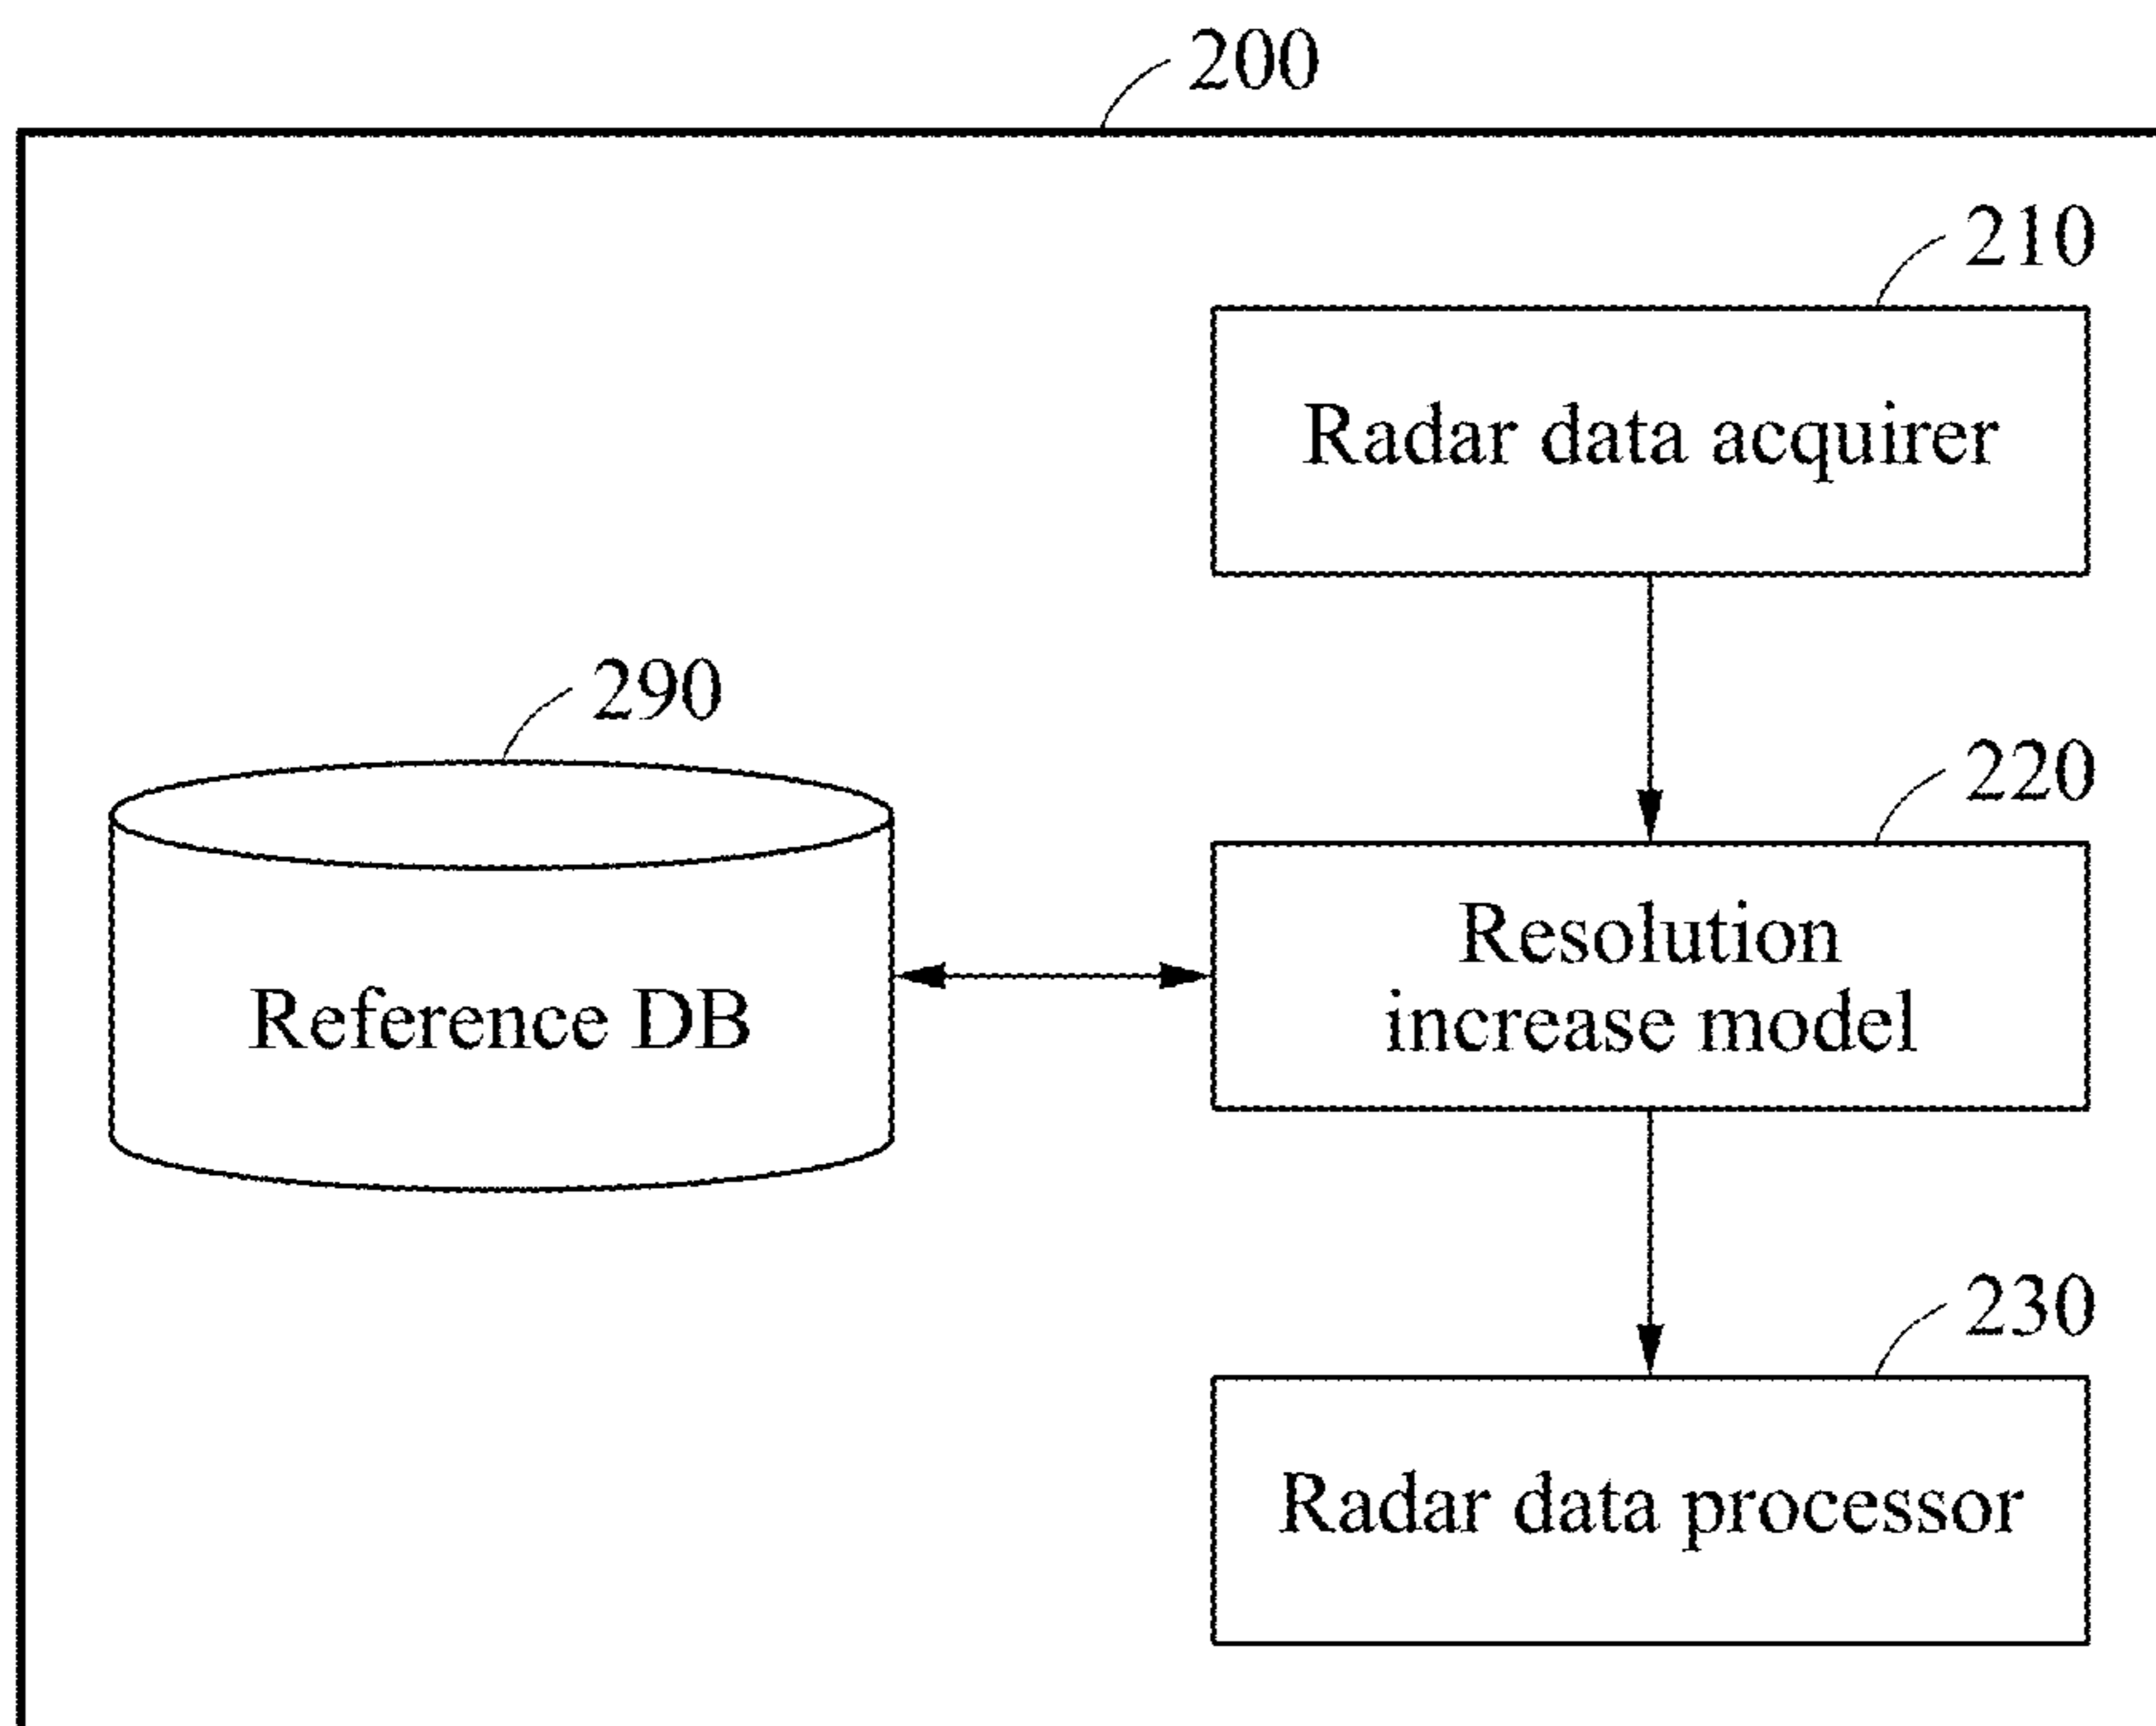 200
210
Radar data acquirer
290
220
Reference DB
Resolution
increase model
230
Radar data processor